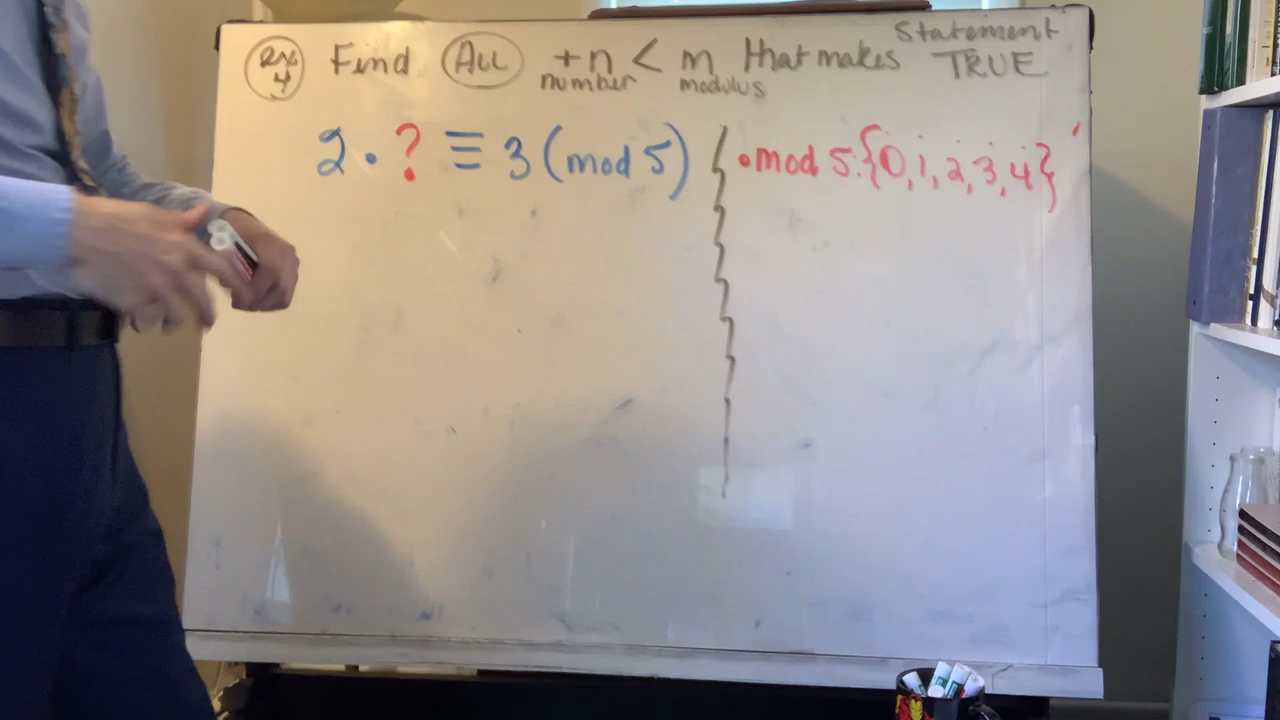 Ex 4 Find ALL +n < m that makes statement TRUE
number modulus
2 • ? ≡ 3 (mod 5)
• mod 5: {0, 1, 2, 3, 4}